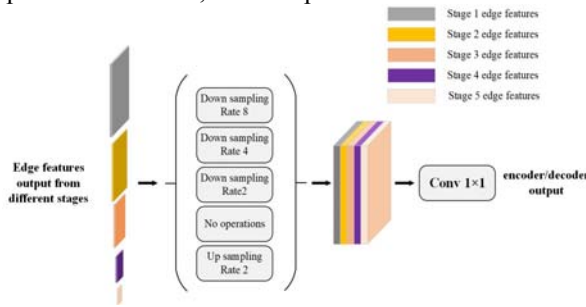 Stage 1 edge features
Stage 2 edge features
Stage 3 edge features
Stage 4 edge features
Stage 5 edge features
Edge features
output from
different stages
Down sampling
Rate 8
Down sampling
Rate 4
Down sampling
Rate2
No operations
Up sampling
Rate 2
Conv 1×1
encoder/decoder
output